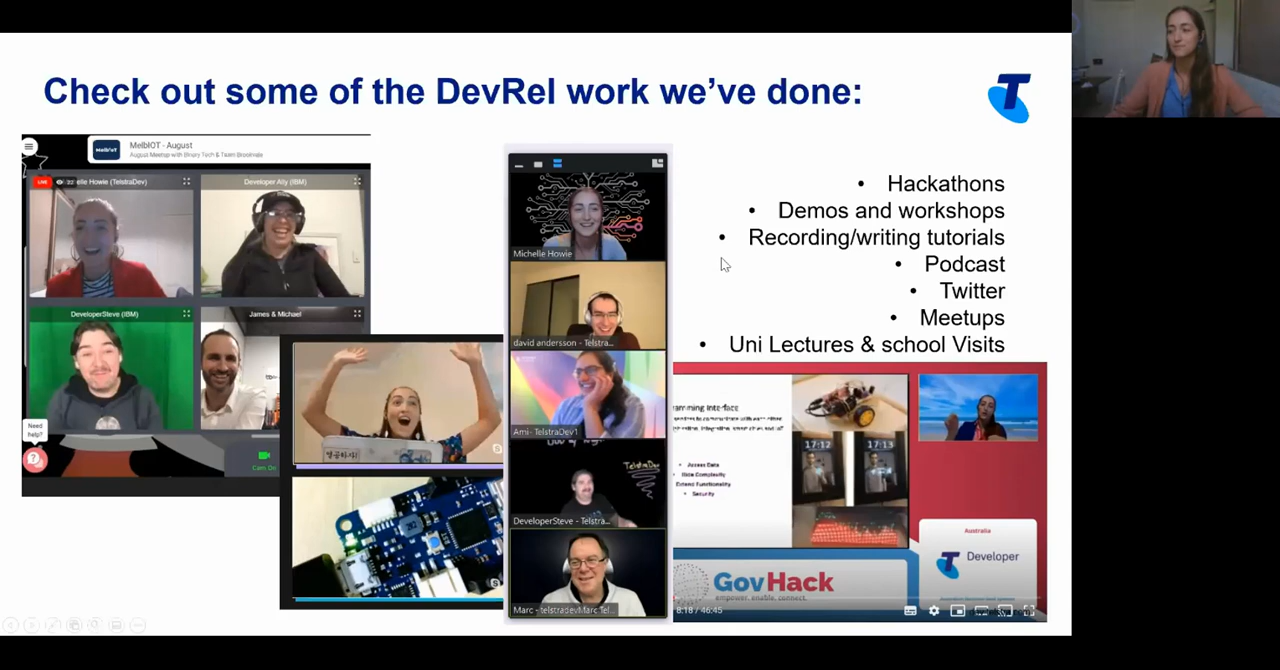 Check out some of the DevRel work we've done:
MelbIOT - August
August Meetup with Binary Tech & Team Brootnode
LIVE
elle Howie (TelstraDev)
Developer Ally (IBM)
DeveloperSteve (IBM)
James & Michael
Need
help?
Cam On
Michelle Howie
david andersson - Telstra...
Ami- TelstraDev1
TelstraDev
DeveloperSteve - Telstra...
Marc - telstradev
• Hackathons
• Demos and workshops
• Recording/writing tutorials
• Podcast
• Twitter
• Meetups
• Uni Lectures & school Visits
ramming Interface
• Access Data
Hide Complexity
Extend Functionality
• Security
17:12
17:13
Australia
Developer
GovHack
empower. enable. connect.
8:18 / 46:45